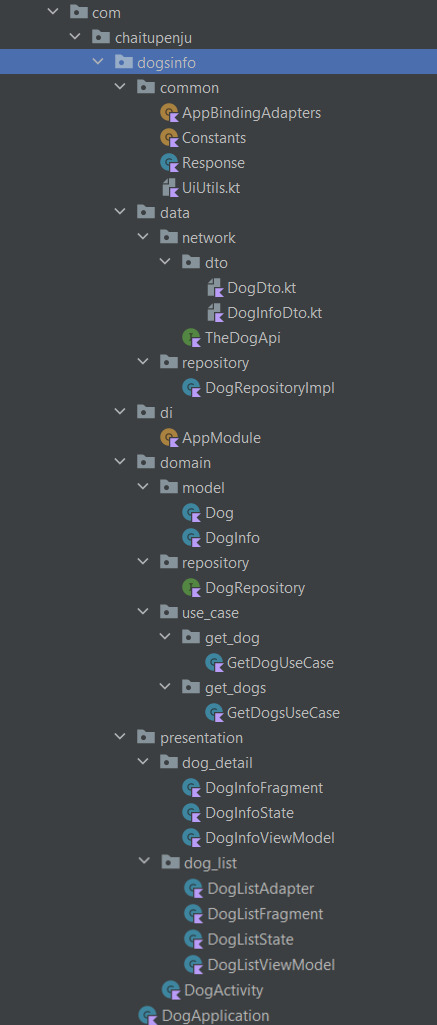 com
chaitupenju
dogsinfo
common
AppBindingAdapters
Constants
Response
UiUtils.kt
data
network
dto
DogDto.kt
DogInfoDto.kt
TheDogApi
repository
DogRepositoryImpl
di
AppModule
domain
model
Dog
DogInfo
repository
DogRepository
use_case
get_dog
GetDogUseCase
get_dogs
GetDogsUseCase
presentation
dog_detail
DogInfoFragment
DogInfoState
DogInfoViewModel
dog_list
DogListAdapter
DogListFragment
DogListState
DogListViewModel
DogActivity
DogApplication